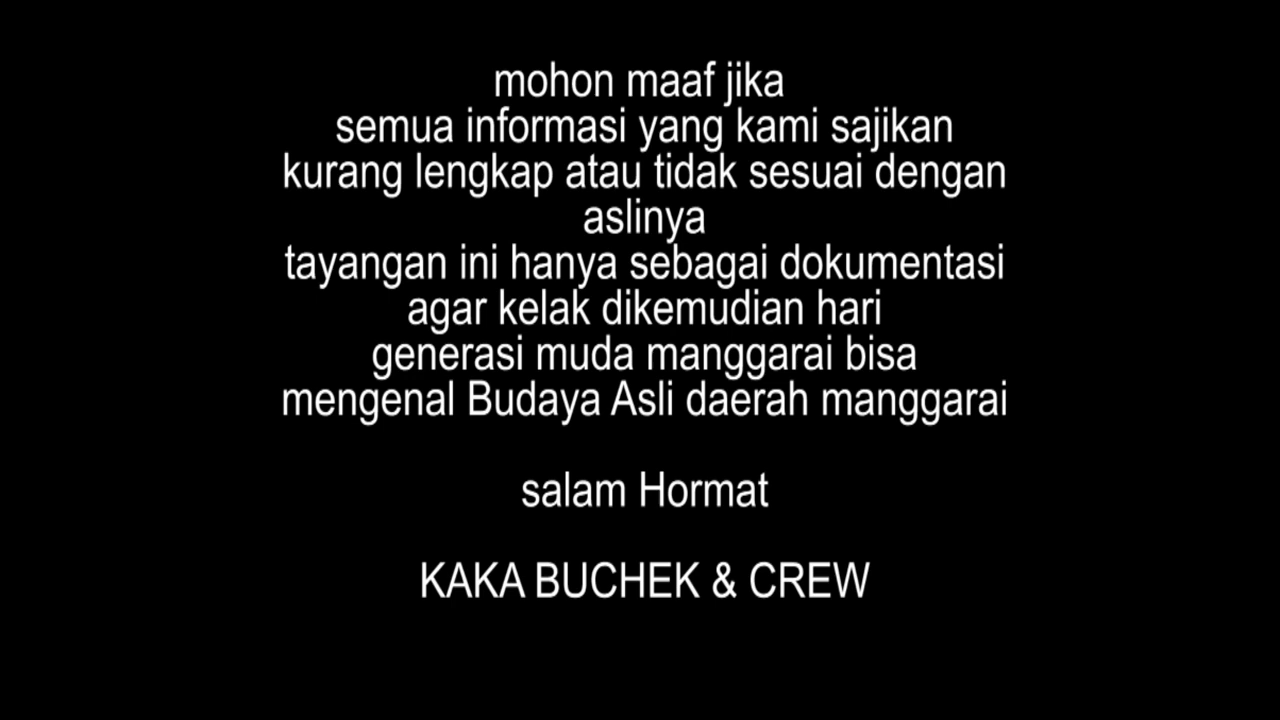 mohon maaf jika
semua informasi yang kami sajikan
kurang lengkap atau tidak sesuai dengan
aslinya
tayangan ini hanya sebagai dokumentasi
agar kelak dikemudian hari
generasi muda manggarai bisa
mengenal Budaya Asli daerah manggarai
salam Hormat
KAKA BUCHEK & CREW